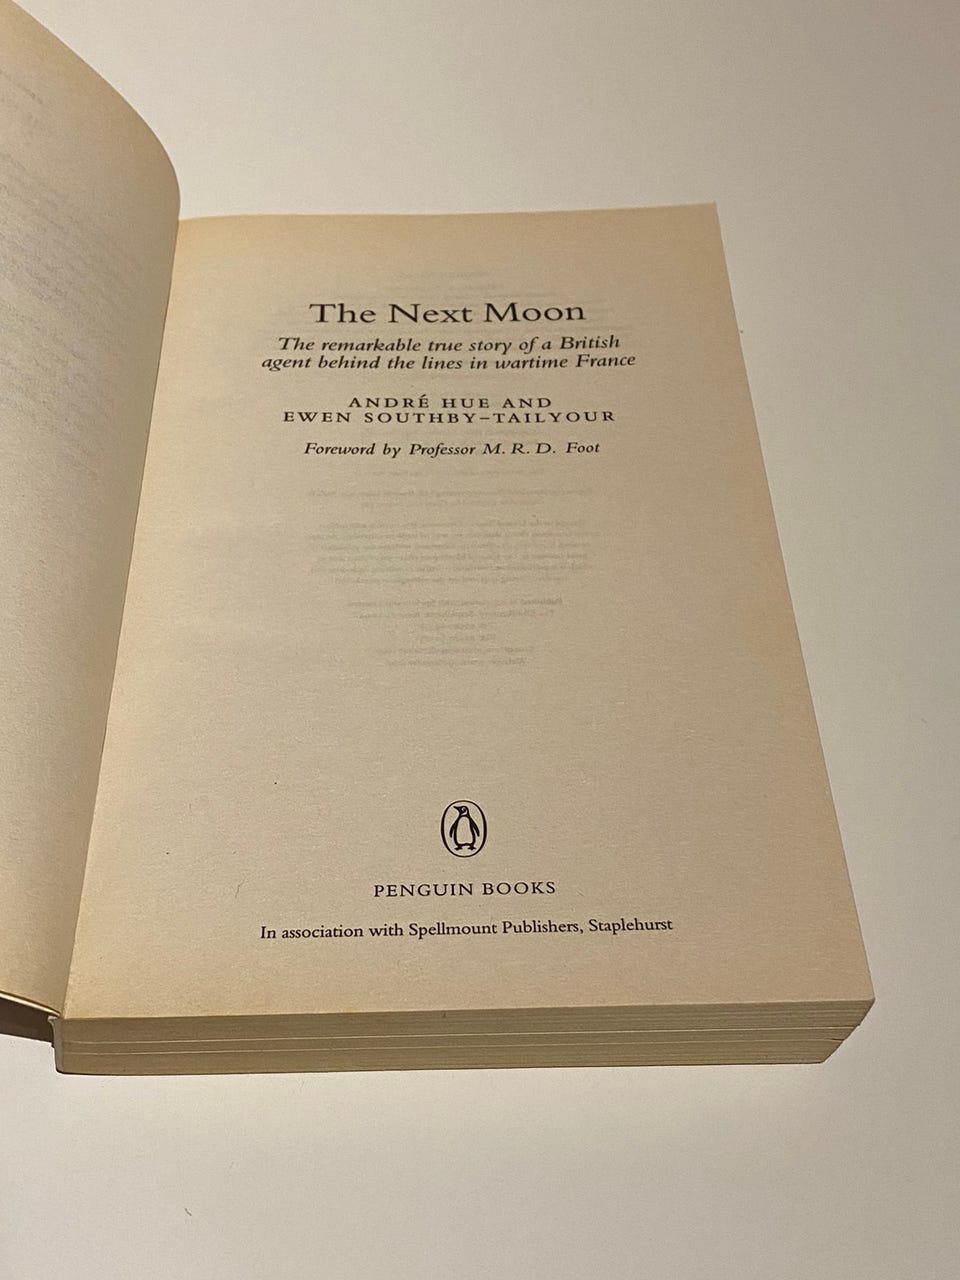 The Next Moon
The remarkable true story of a British
agent behind the lines in wartime France
ANDRÉ HUE AND
EWEN SOUTHBY–TAILYOUR
Foreword by Professor M. R. D. Foot
PENGUIN BOOKS
In association with Spellmount Publishers, Staplehurst